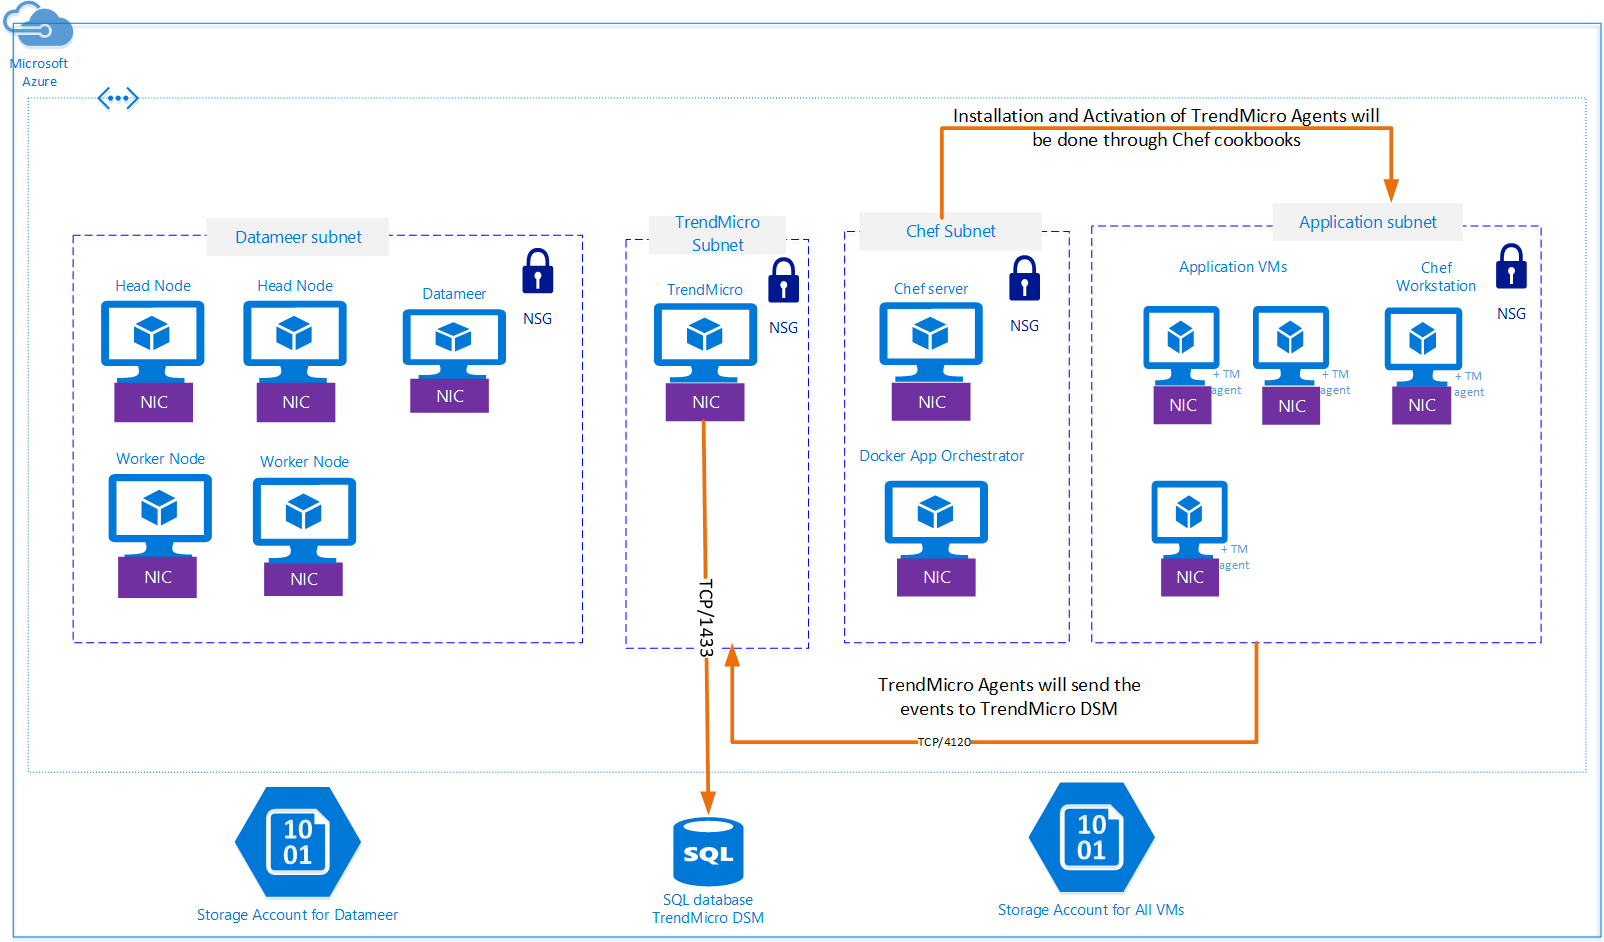 Microsoft
Azure
Installation and Activation of TrendMicro Agents will
be done through Chef cookbooks
Datameer subnet
Head Node
Head Node
Datameer
NSG
NIC
NIC
NIC
Worker Node
Worker Node
NIC
NIC
TrendMicro
Subnet
TrendMicro
NSG
NIC
TCP/1433
Chef Subnet
Chef server
NSG
NIC
Docker App Orchestrator
NIC
Application subnet
Application VMs
Chef
Workstation
NSG
+ TM
agent
+ TM
agent
+ TM
agent
NIC
NIC
NIC
+ TM
agent
NIC
TrendMicro Agents will send the
events to TrendMicro DSM
TCP/4120
10
01
Storage Account for Datameer
SQL
SQL database
TrendMicro DSM
10
01
Storage Account for All VMs